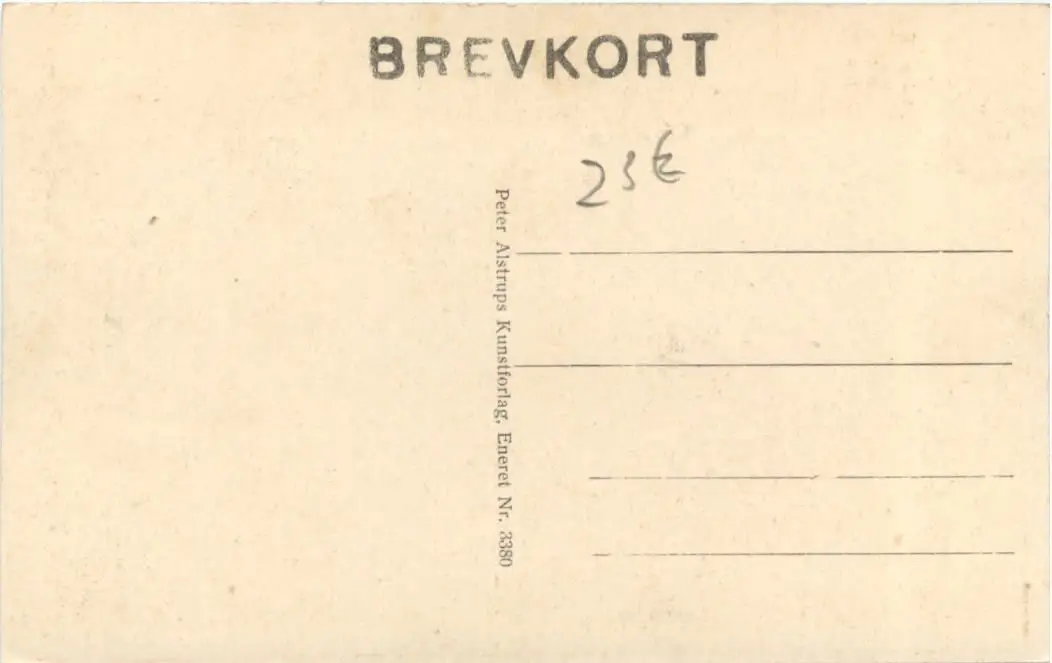 BREVKORT
23€
Peter Alstrups Kunstforlag, Eneret Nr. 3380